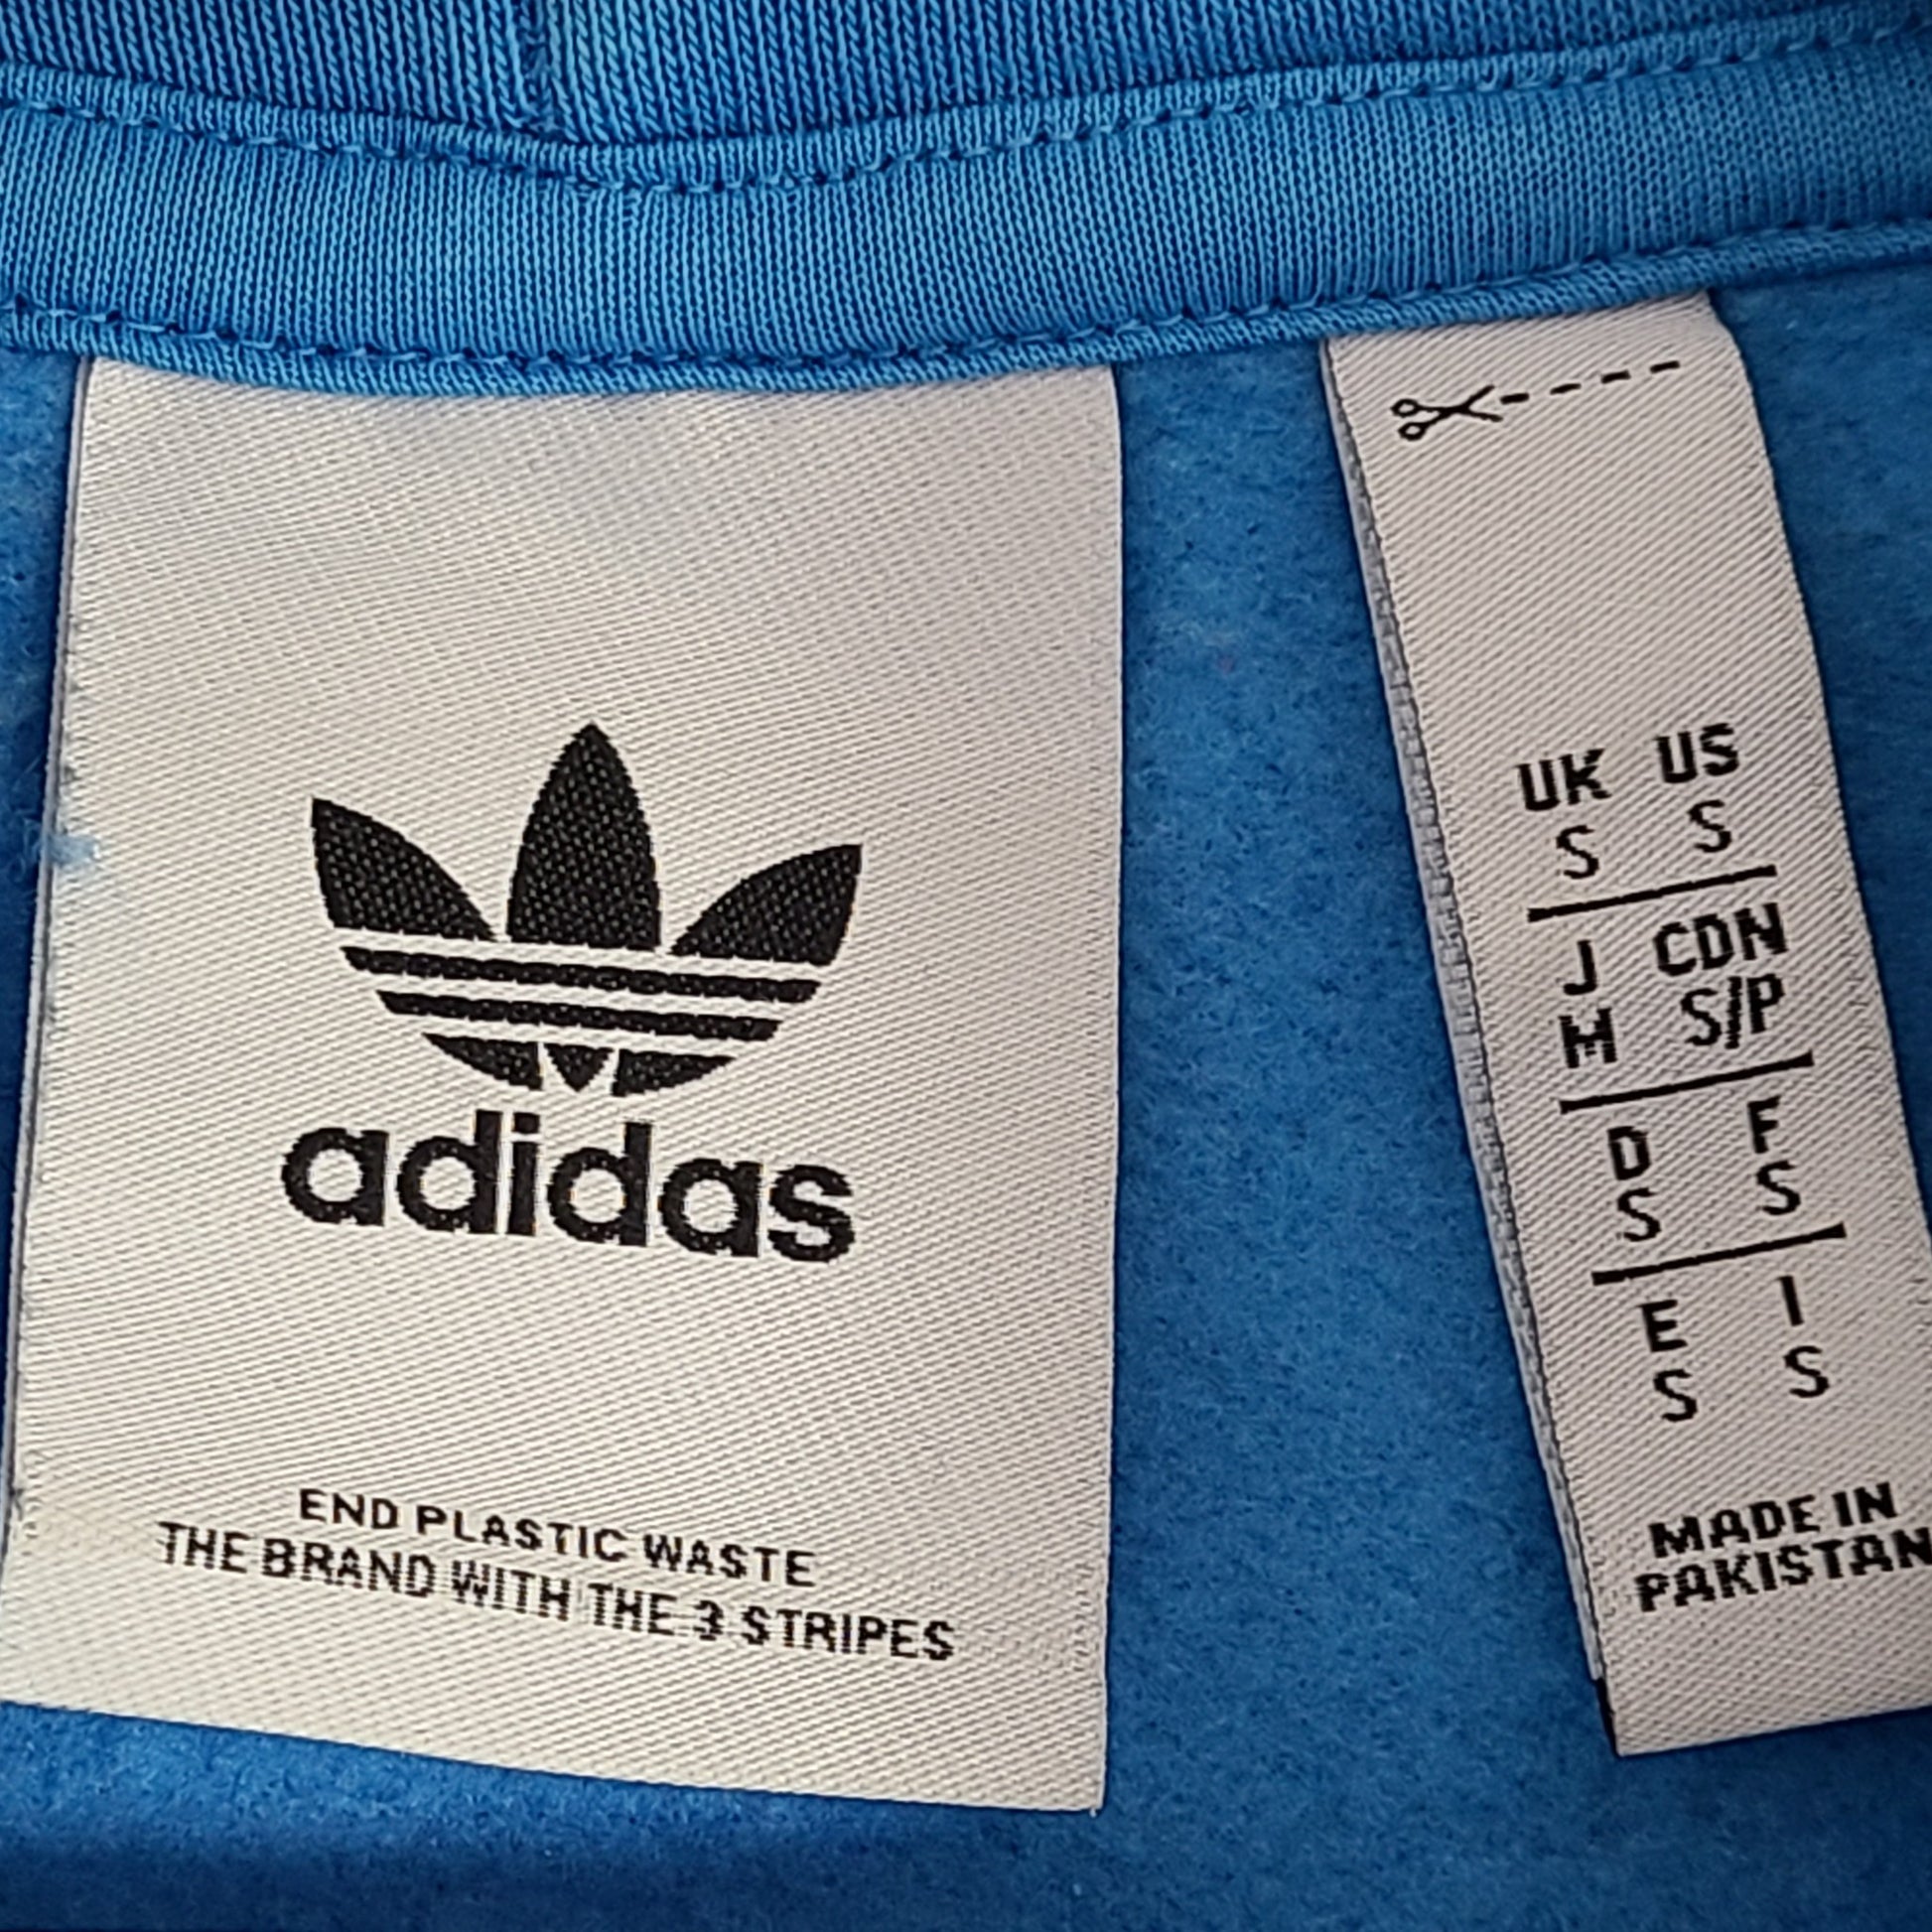 adidas
END PLASTIC WASTE
THE BRAND WITH THE 3 STRIPES
UK US
S S
J CDN
M S/P
D F
S S
E I
S S
MADE IN
PAKISTAN